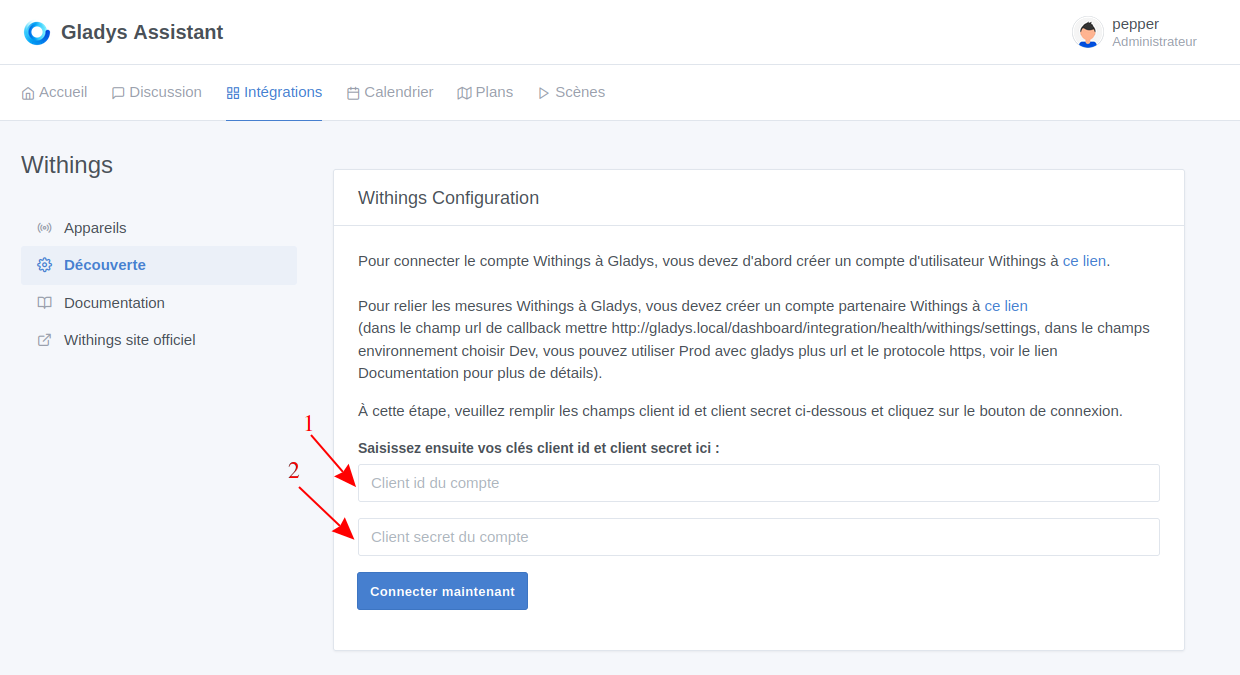 Gladys Assistant
pepper
Administrateur
Accueil
Discussion
Intégrations
Calendrier
Plans
Scènes
Withings
Appareils
Découverte
Documentation
Withings site officiel
Withings Configuration
Pour connecter le compte Withings à Gladys, vous devez d'abord créer un compte d'utilisateur Withings à ce lien.
Pour relier les mesures Withings à Gladys, vous devez créer un compte partenaire Withings à ce lien
(dans le champ url de callback mettre http://gladys.local/dashboard/integration/health/withings/settings, dans le champs
environnement choisir Dev, vous pouvez utiliser Prod avec gladys plus url et le protocole https, voir le lien
Documentation pour plus de détails).
À cette étape, veuillez remplir les champs client id et client secret ci-dessous et cliquez sur le bouton de connexion.
1
Saisissez ensuite vos clés client id et client secret ici :
2
Client id du compte
Client secret du compte
Connecter maintenant